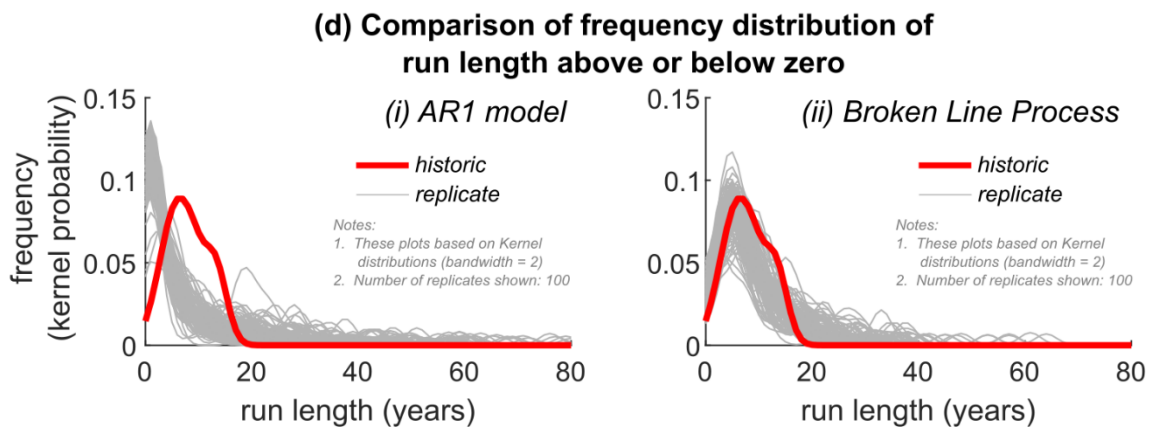 (d) Comparison of frequency distribution of
run length above or below zero
frequency
(kernel probability)
0.15
0.1
0.05
0
(i) AR1 model
historic
replicate
Notes:
1. These plots based on Kernel
distributions (bandwidth = 2)
2. Number of replicates shown: 100
0 20 40 60 80
run length (years)
0.15
0.1
0.05
0
(ii) Broken Line Process
historic
replicate
Notes:
1. These plots based on Kernel
distributions (bandwidth = 2)
2. Number of replicates shown: 100
0 20 40 60 80
run length (years)